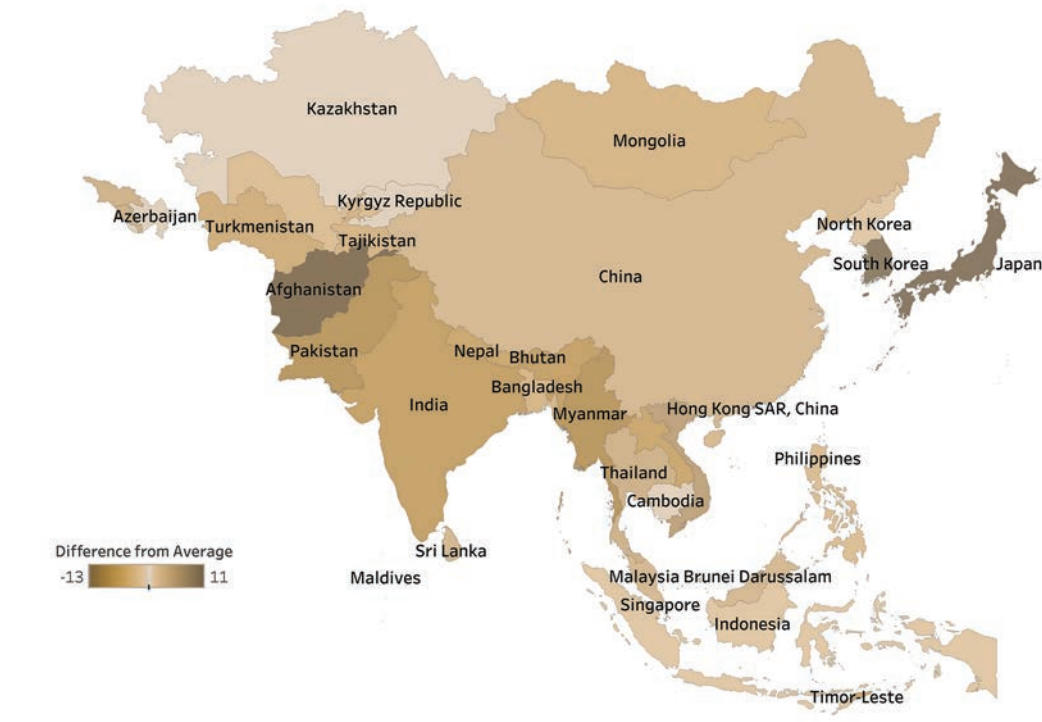 Kazakhstan
Mongolia
Kyrgyz Republic
Azerbaijan
Turkmenistan
North Korea
Tajikistan
South Korea
Japan
China
Afghanistan
Pakistan
Nepal
Bhutan
Bangladesh
India
Myanmar
Hong Kong SAR, China
Philippines
Thailand
Cambodia
Sri Lanka
Difference from Average
-13
11
Maldives
Malaysia Brunei Darussalam
Singapore
Indonesia
Timor-Leste